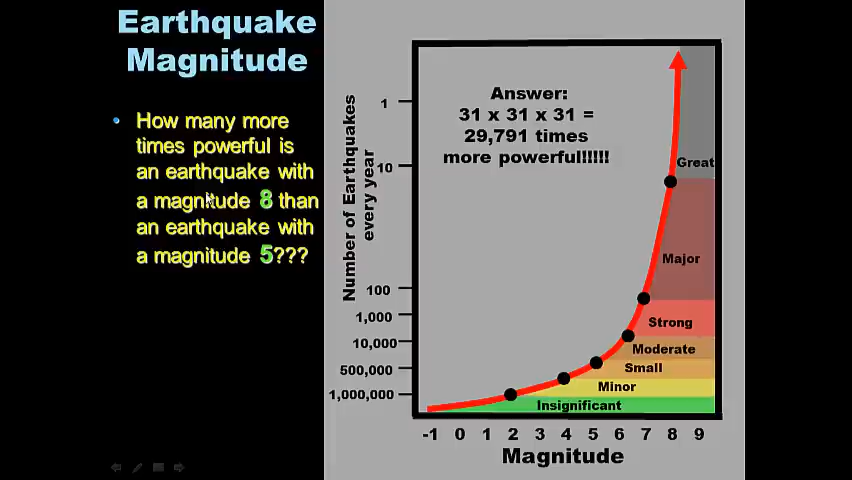 Earthquake
Magnitude
• How many more
times powerful is
an earthquake with
a magnitude 8 than
an earthquake with
a magnitude 5???
Answer:
31 x 31 x 31 =
29,791 times
more powerful!!!!!
Number of Earthquakes
every year
1
10
100
1,000
10,000
500,000
1,000,000
Great
Major
Strong
Moderate
Small
Minor
Insignificant
-1 0 1 2 3 4 5 6 7 8 9
Magnitude